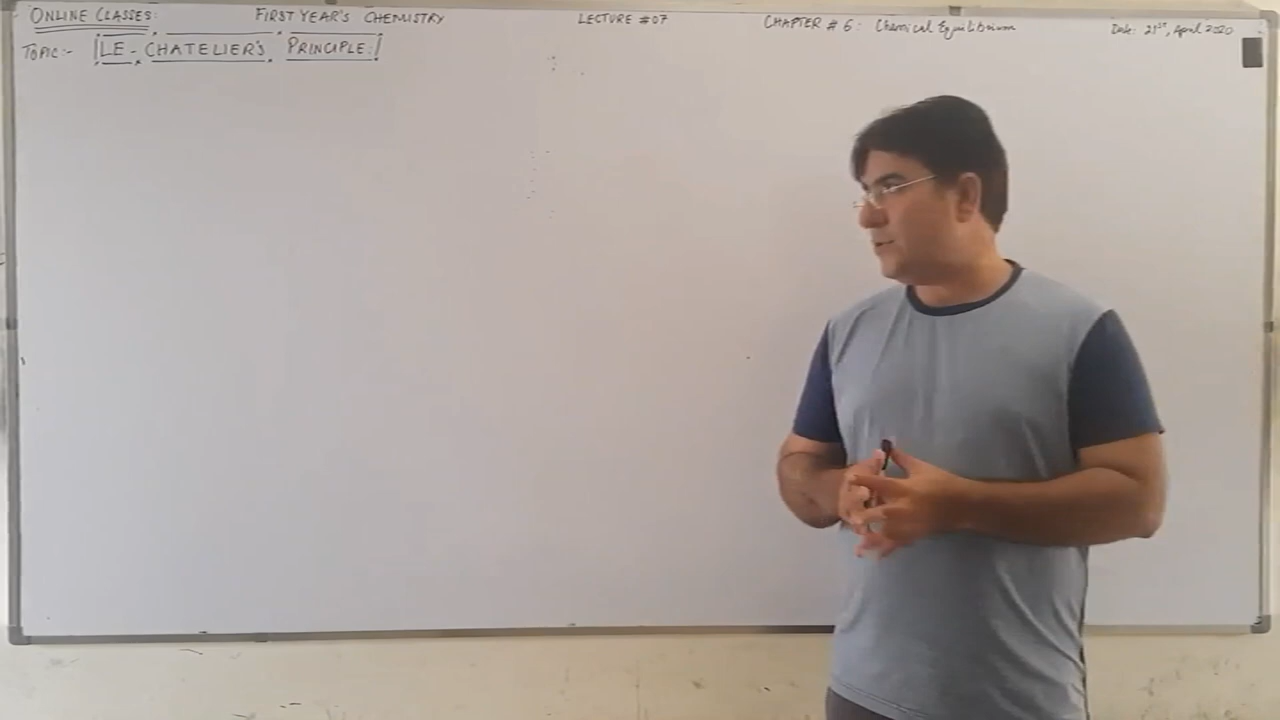 ONLINE CLASSES: FIRST YEAR'S CHEMISTRY LECTURE #07 CHAPTER # 6: Chemical Equilibrium Date: 21ST, April 2020
TOPIC:- LE-CHATELIER'S PRINCIPLE: